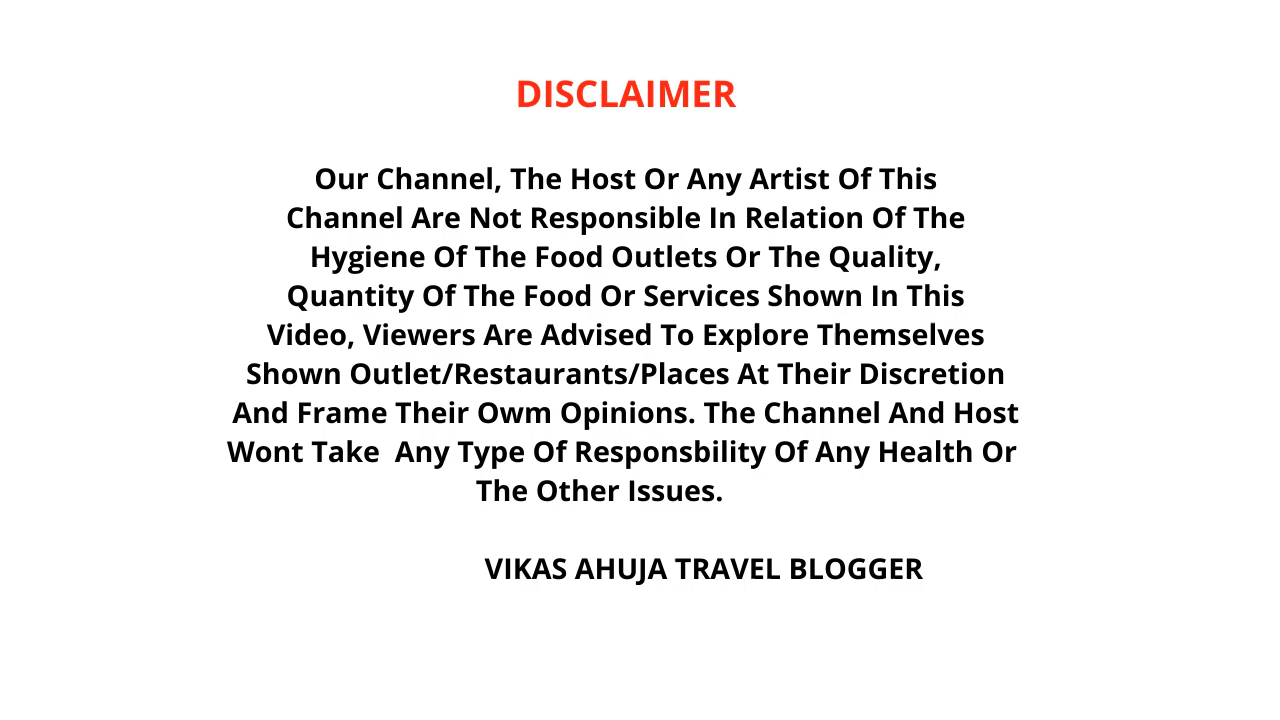 DISCLAIMER
Our Channel, The Host Or Any Artist Of This
Channel Are Not Responsible In Relation Of The
Hygiene Of The Food Outlets Or The Quality,
Quantity Of The Food Or Services Shown In This
Video, Viewers Are Advised To Explore Themselves
Shown Outlet/Restaurants/Places At Their Discretion
And Frame Their Owm Opinions. The Channel And Host
Wont Take  Any Type Of Responsbility Of Any Health Or
The Other Issues.
VIKAS AHUJA TRAVEL BLOGGER